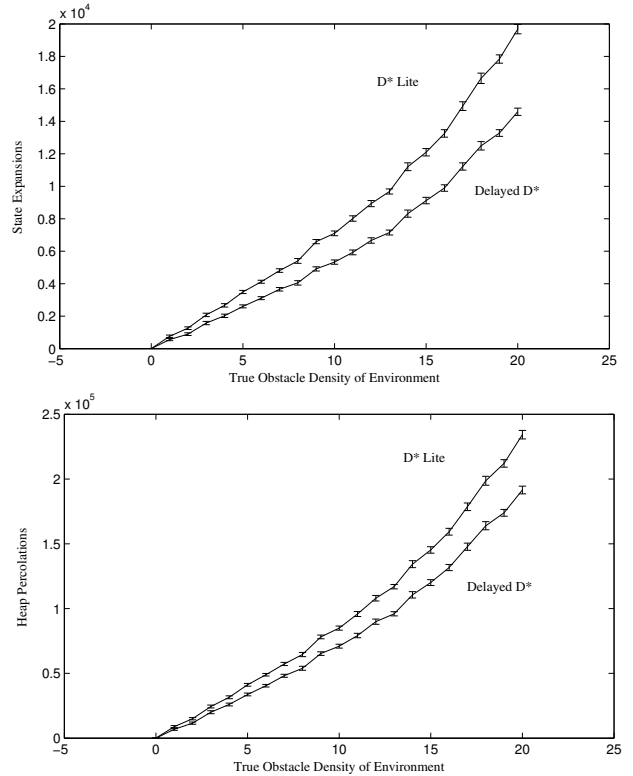 x 10^4
2
1.8
1.6
1.4
1.2
1
0.8
0.6
0.4
0.2
0
State Expansions
D* Lite
Delayed D*
−5 0 5 10 15 20 25
True Obstacle Density of Environment
x 10^5
2.5
2
1.5
1
0.5
0
Heap Percolations
D* Lite
Delayed D*
−5 0 5 10 15 20 25
True Obstacle Density of Environment